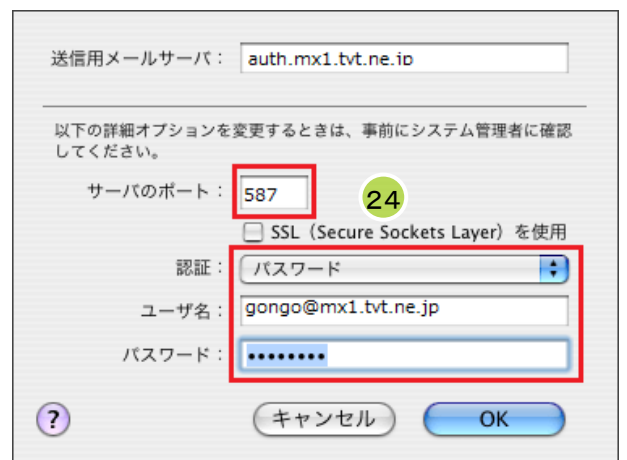 送信用メールサーバ： auth.mx1.tvt.ne.jp
以下の詳細オプションを変更するときは、事前にシステム管理者に確認
してください。
サーバのポート： 587
24
SSL（Secure Sockets Layer）を使用
認証： パスワード
ユーザ名： gongo@mx1.tvt.ne.jp
パスワード： ••••••••
? キャンセル OK